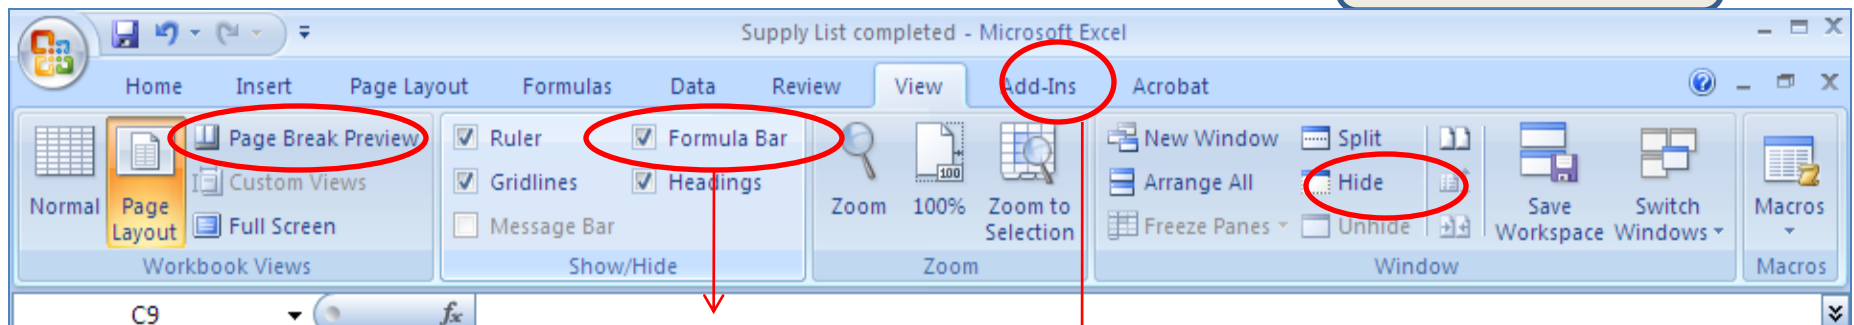 Supply List completed - Microsoft Excel
Home Insert Page Layout Formulas Data Review View Add-Ins Acrobat
Page Break Preview
Custom Views
Full Screen
Normal
Page
Layout
Workbook Views
Ruler
Formula Bar
Gridlines
Headings
Message Bar
Show/Hide
Zoom
100
100%
Zoom to
Selection
Zoom
New Window
Arrange All
Freeze Panes
Split
Hide
Unhide
Save
Workspace
Switch
Windows
Window
Macros
Macros
C9
fx